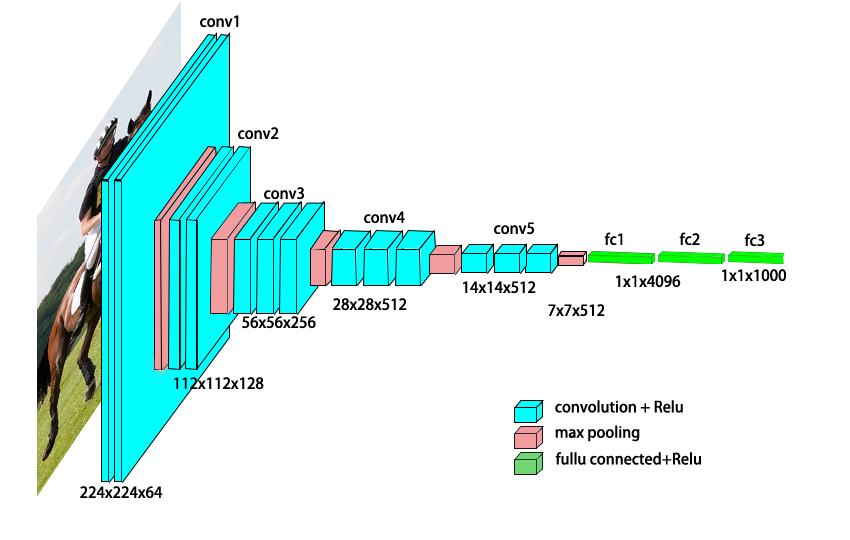 conv1
conv2
conv3
conv4
conv5
fc1
fc2
fc3
1x1x4096
1x1x1000
14x14x512
28x28x512
7x7x512
56x56x256
112x112x128
224x224x64
convolution + Relu
max pooling
fullu connected+Relu